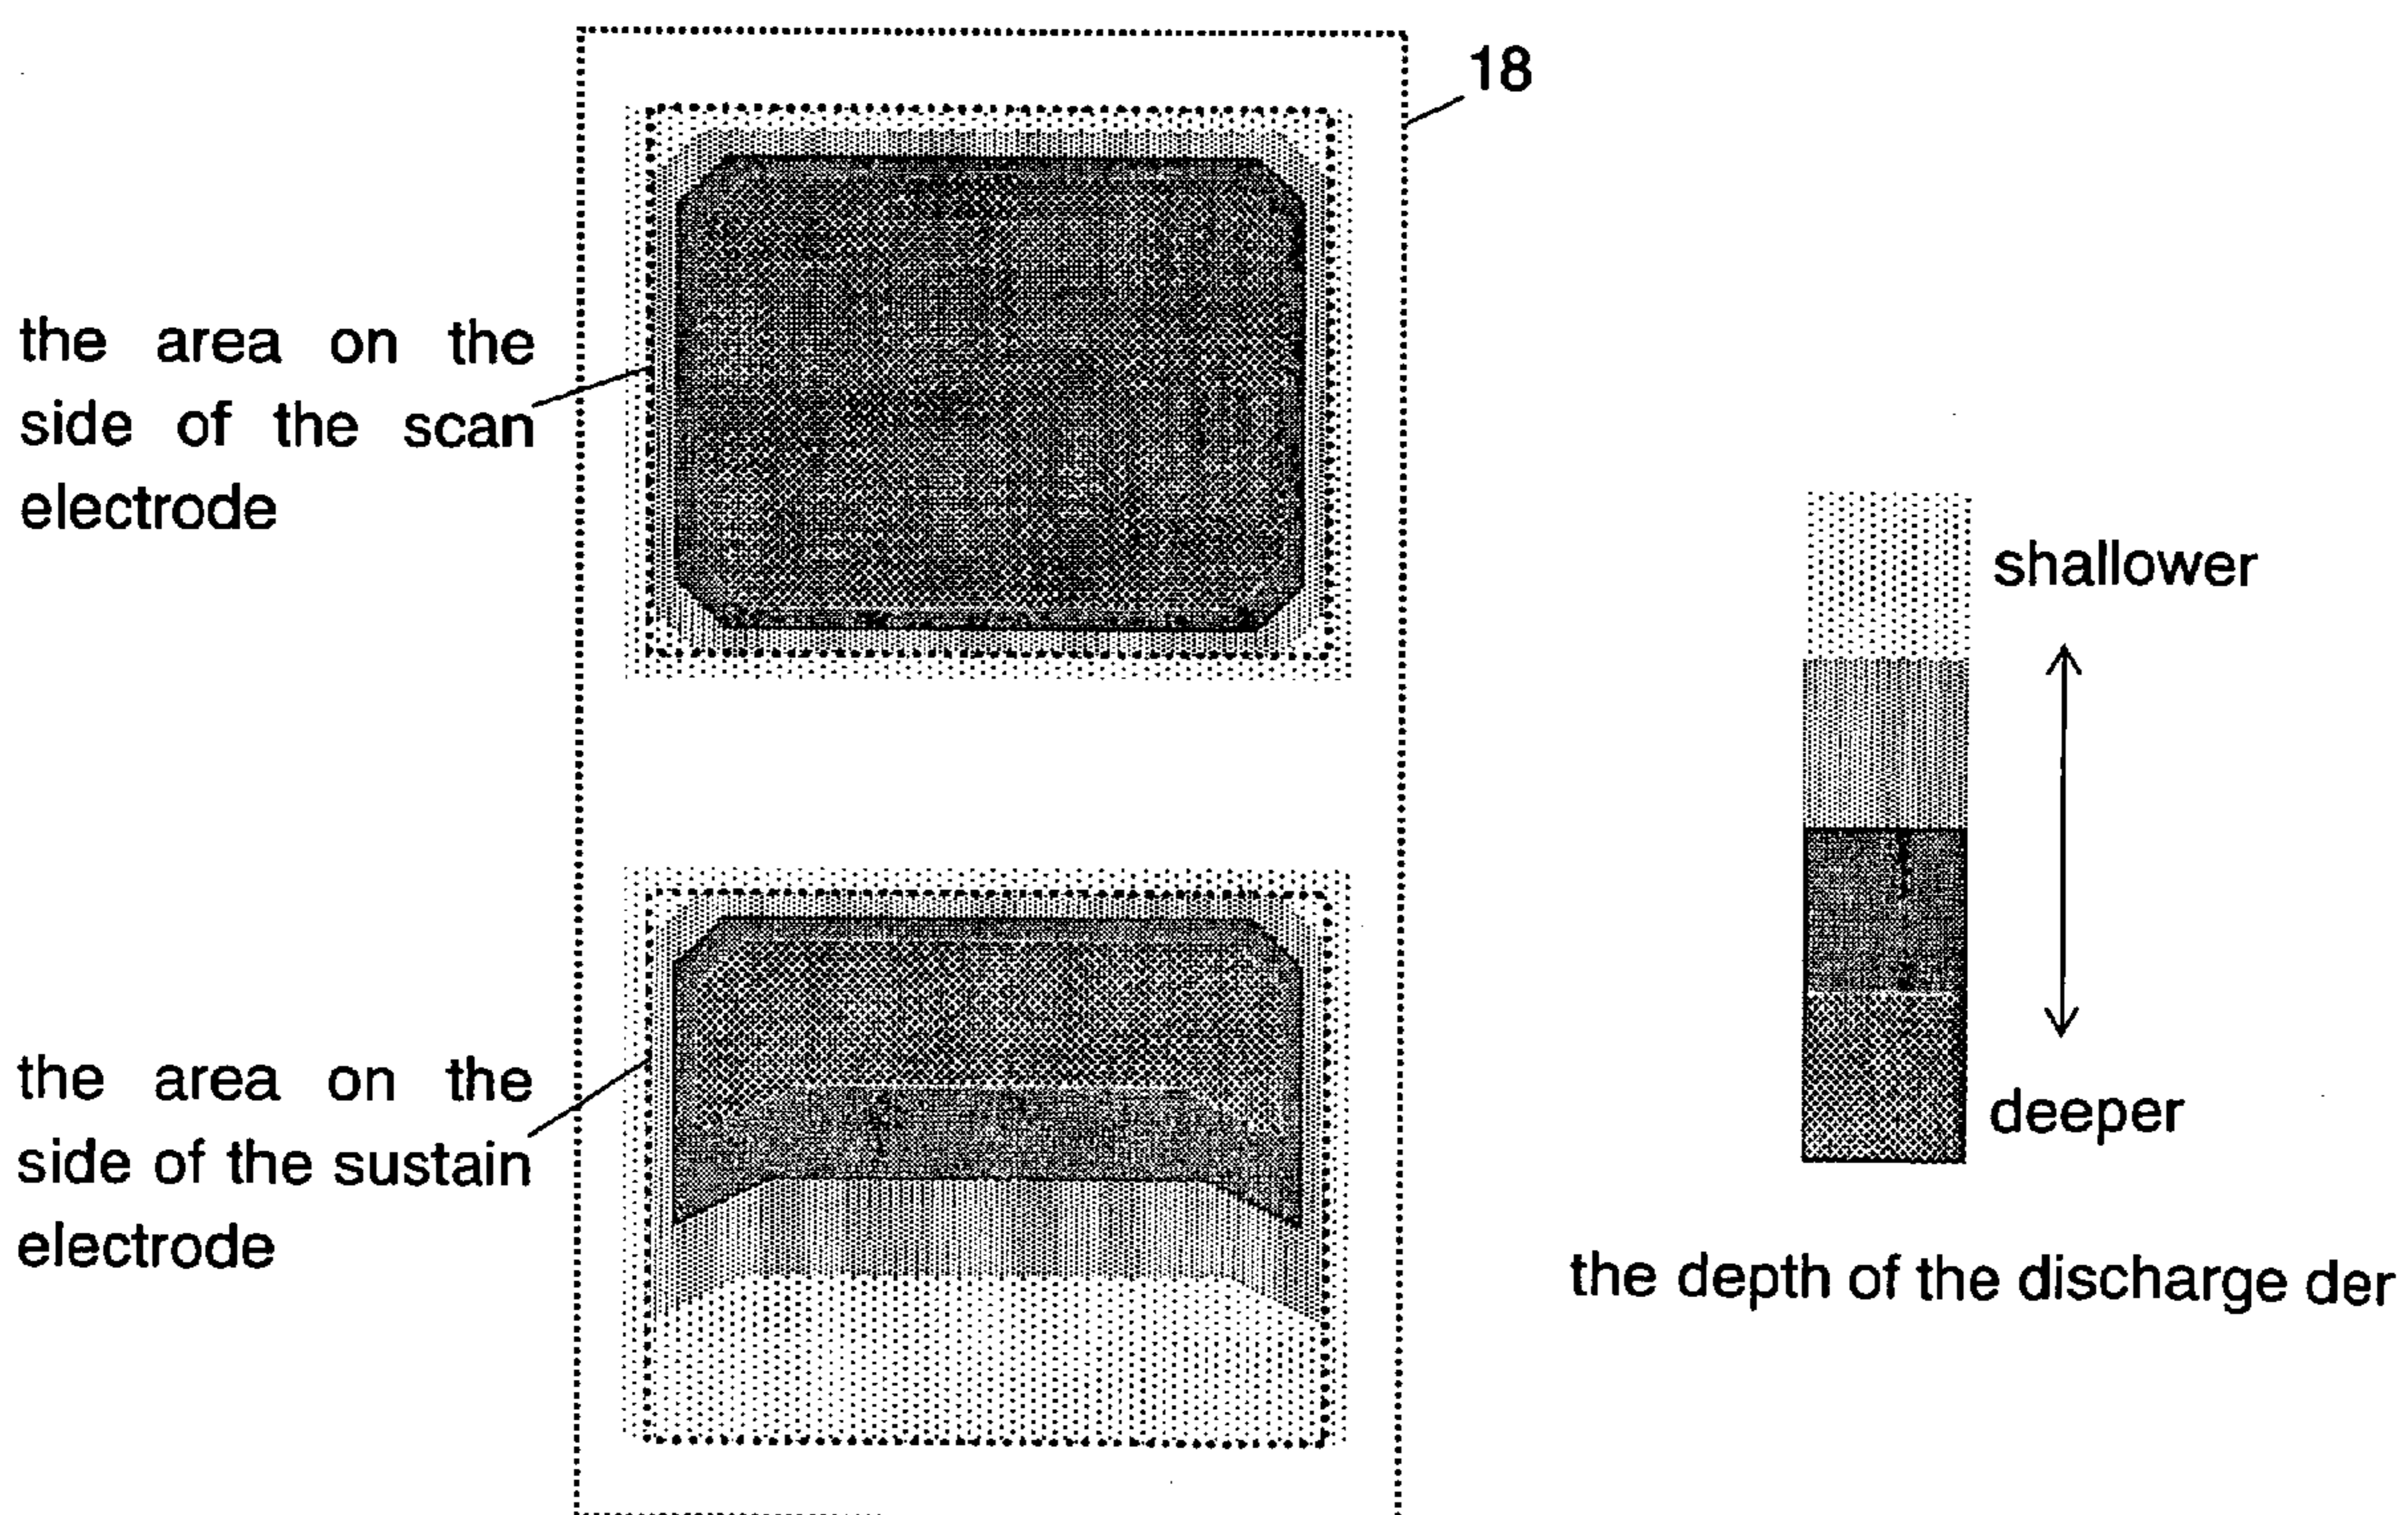 18
the area on the
side of the scan
electrode
shallower
the area on the
side of the sustain
electrode
deeper
the depth of the discharge der